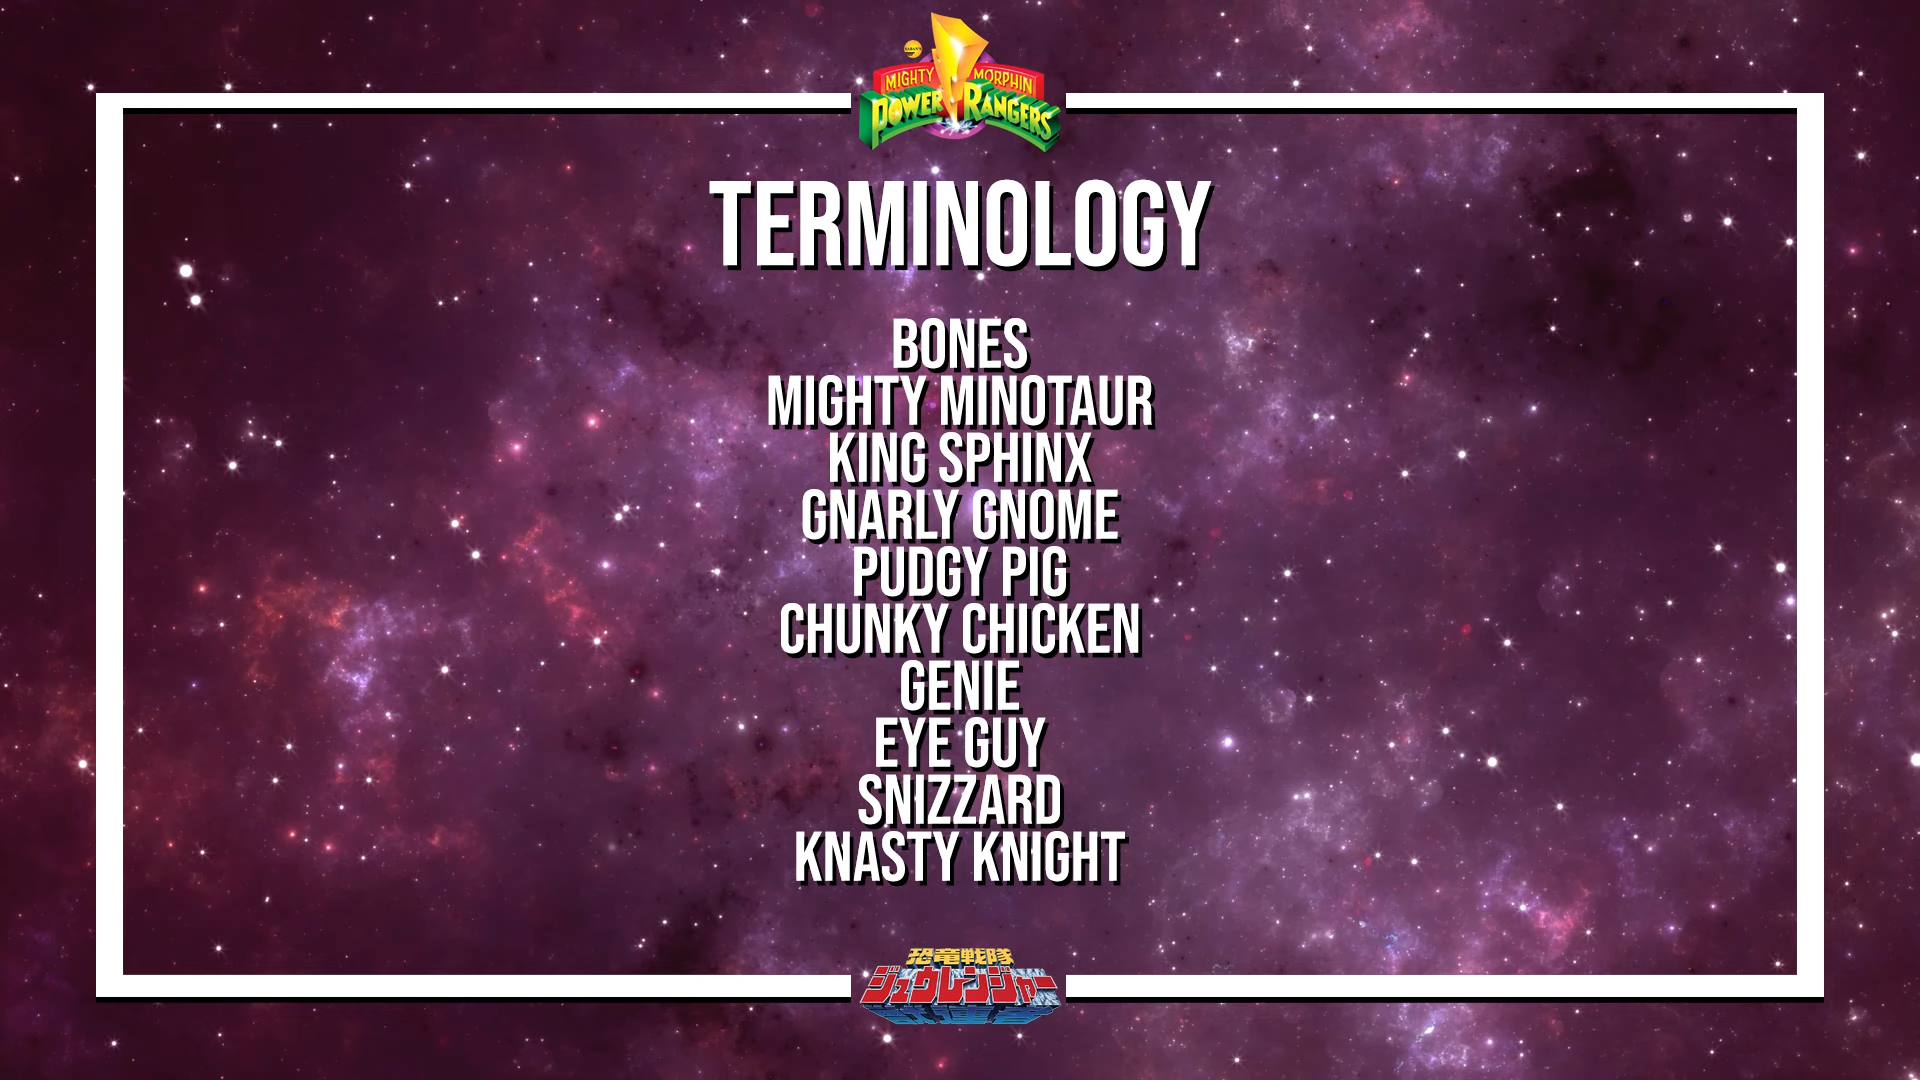 SABAN'S
MIGHTY MORPHIN
POWER RANGERS
TERMINOLOGY
BONES
MIGHTY MINOTAUR
KING SPHINX
GNARLY GNOME
PUDGY PIG
CHUNKY CHICKEN
GENIE
EYE GUY
SNIZZARD
KNASTY KNIGHT
恐竜戦隊
ジュウレンジャー